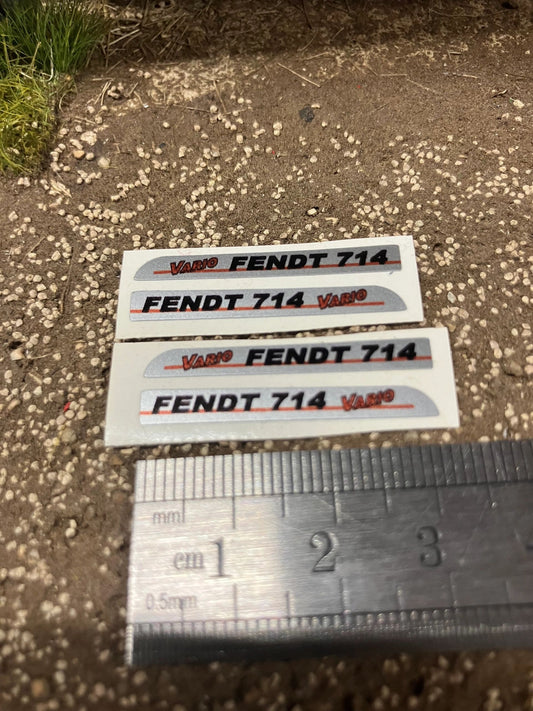 VARIO FENDT 714
FENDT 714 VARIO
VARIO FENDT 714
FENDT 714 VARIO
mm
cm 1 2 3
0.5mm